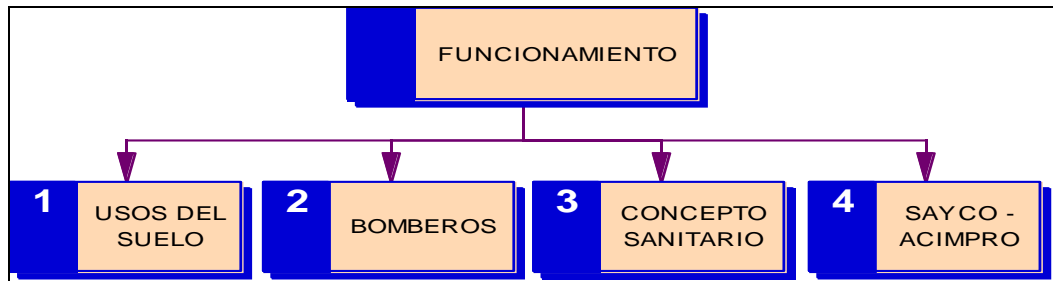 FUNCIONAMIENTO
1
USOS DEL
SUELO
2
BOMBEROS
3
CONCEPTO
SANITARIO
4
SAYCO -
ACIMPRO